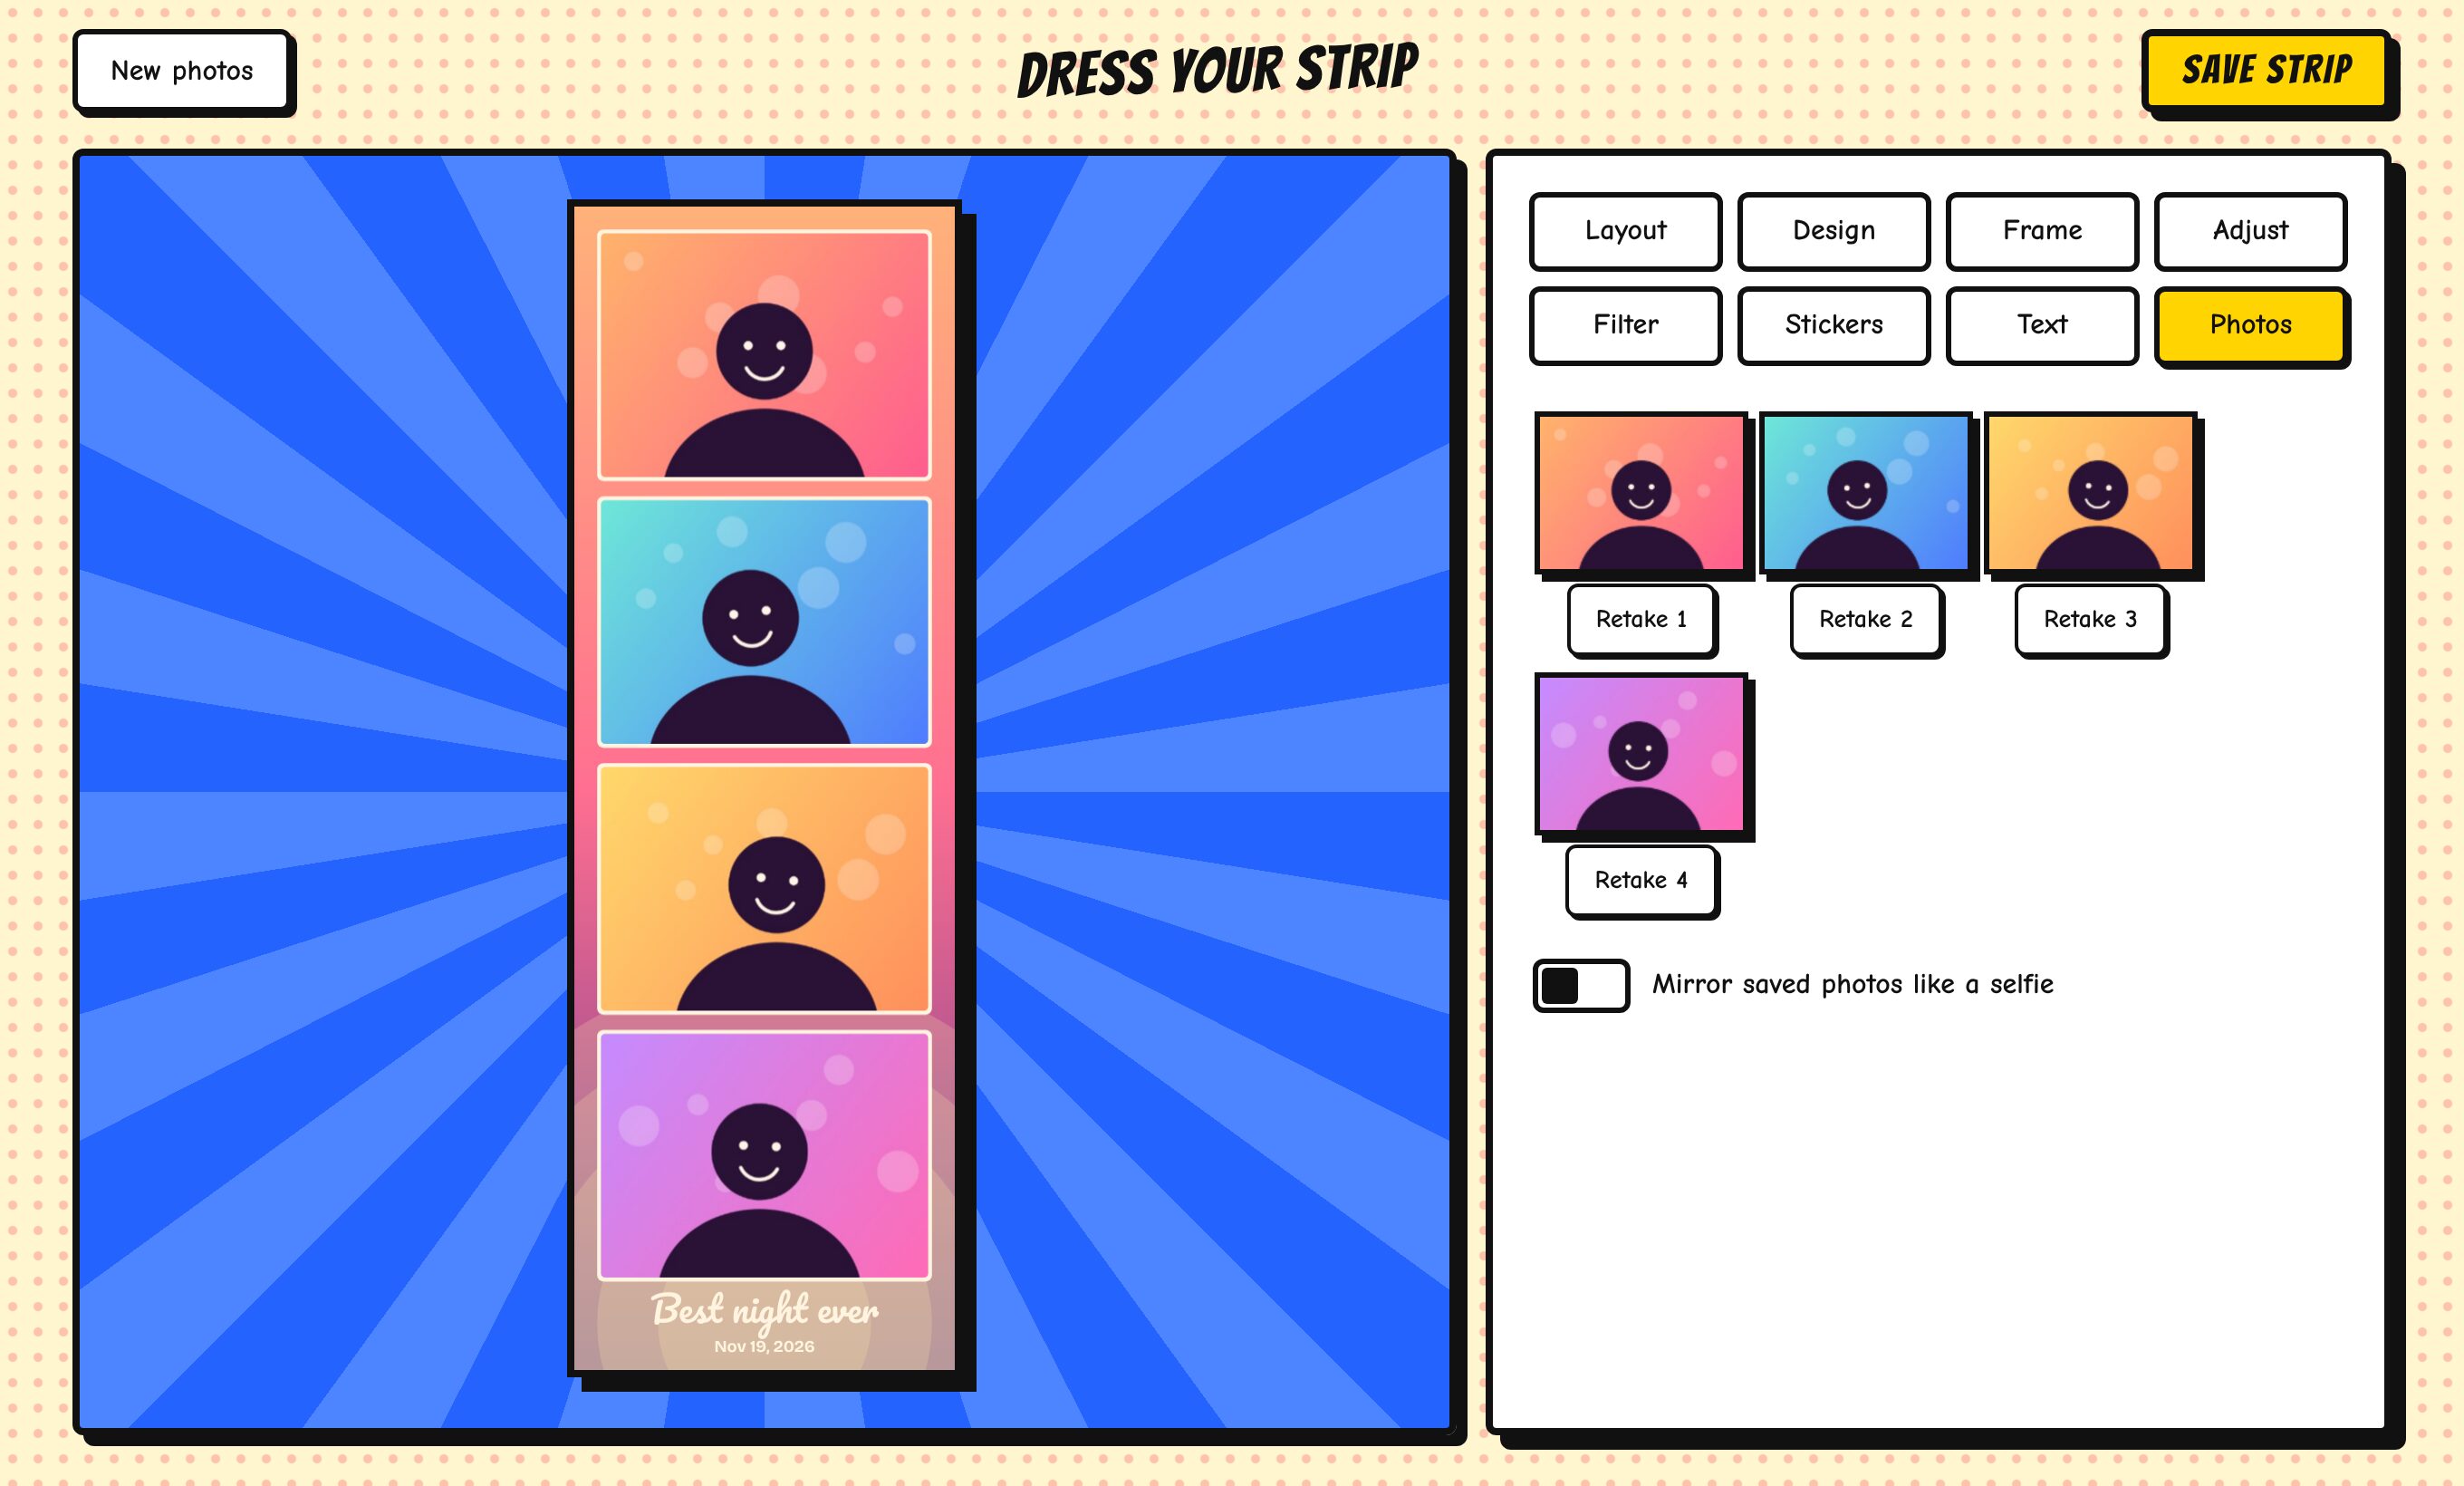 New photos
DRESS YOUR STRIP
SAVE STRIP
Layout
Design
Frame
Adjust
Filter
Stickers
Text
Photos
Retake 1
Retake 2
Retake 3
Retake 4
Mirror saved photos like a selfie
Best night ever
Nov 19, 2026